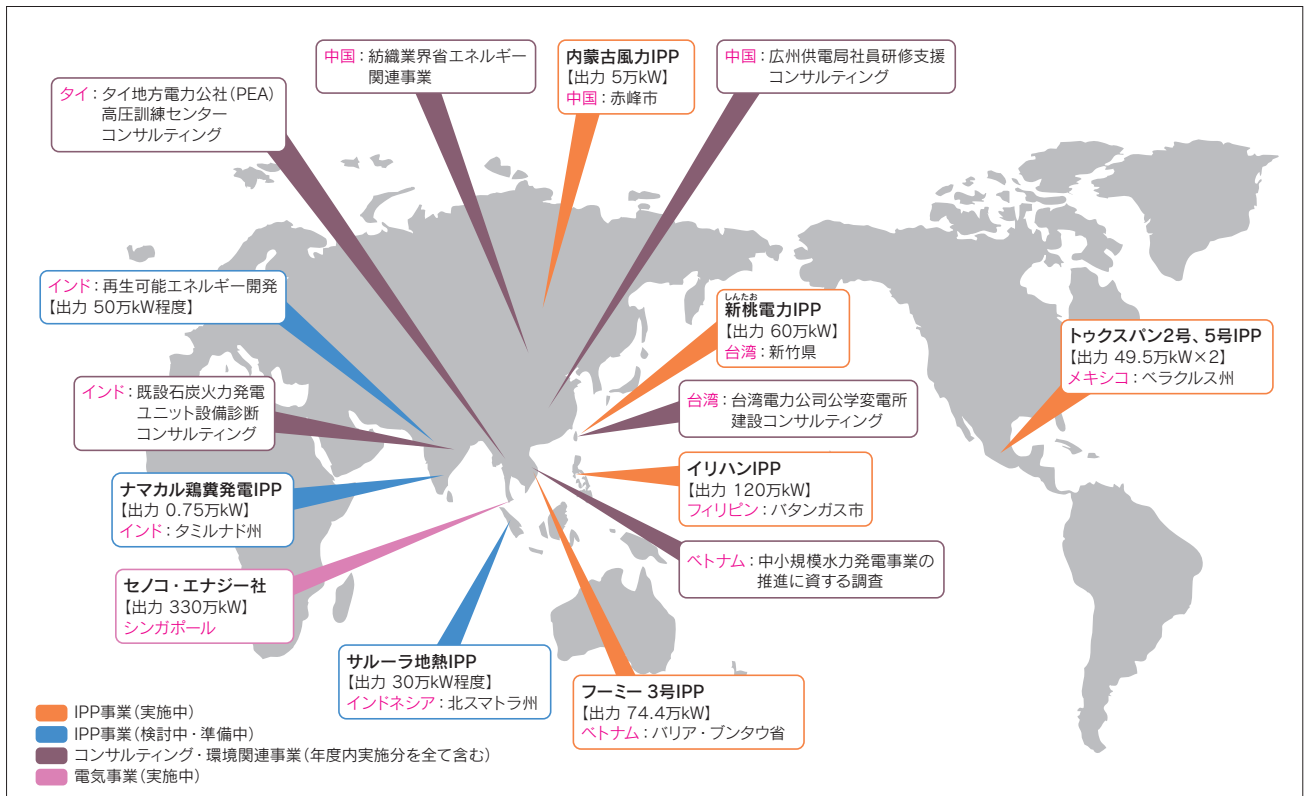 中国：紡織業界省エネルギー
関連事業
内蒙古風力IPP
【出力 5万kW】
中国：赤峰市
中国：広州供電局社員研修支援
コンサルティング
タイ：タイ地方電力公社(PEA)
高圧訓練センター
コンサルティング
インド：再生可能エネルギー開発
【出力 50万kW程度】
しんたお
新桃電力IPP
【出力 60万kW】
台湾：新竹県
トゥクスパン2号、5号IPP
【出力 49.5万kW×2】
メキシコ：ベラクルス州
インド：既設石炭火力発電
ユニット設備診断
コンサルティング
台湾：台湾電力公司公学変電所
建設コンサルティング
ナマカル鶏糞発電IPP
【出力 0.75万kW】
インド：タミルナド州
イリハンIPP
【出力 120万kW】
フィリピン：バタンガス市
ベトナム：中小規模水力発電事業の
推進に資する調査
セノコ・エナジー社
【出力 330万kW】
シンガポール
サルーラ地熱IPP
【出力 30万kW程度】
インドネシア：北スマトラ州
フーミー 3号IPP
【出力 74.4万kW】
ベトナム：バリア・ブンタウ省
IPP事業(実施中)
IPP事業(検討中・準備中)
コンサルティング・環境関連事業(年度内実施分を全て含む)
電気事業(実施中)